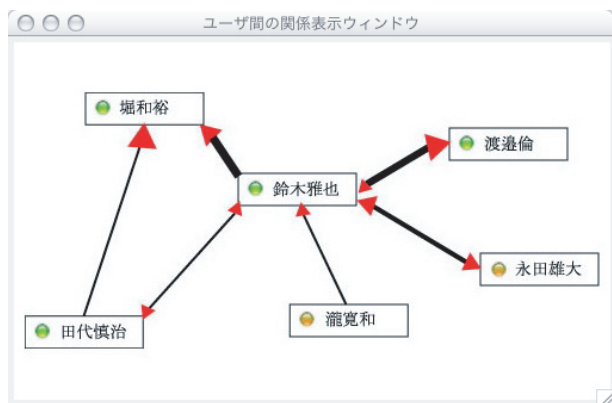 ユーザ間の関係表示ウィンドウ
堀和裕
渡邉倫
鈴木雅也
永田雄大
瀧寛和
田代慎治